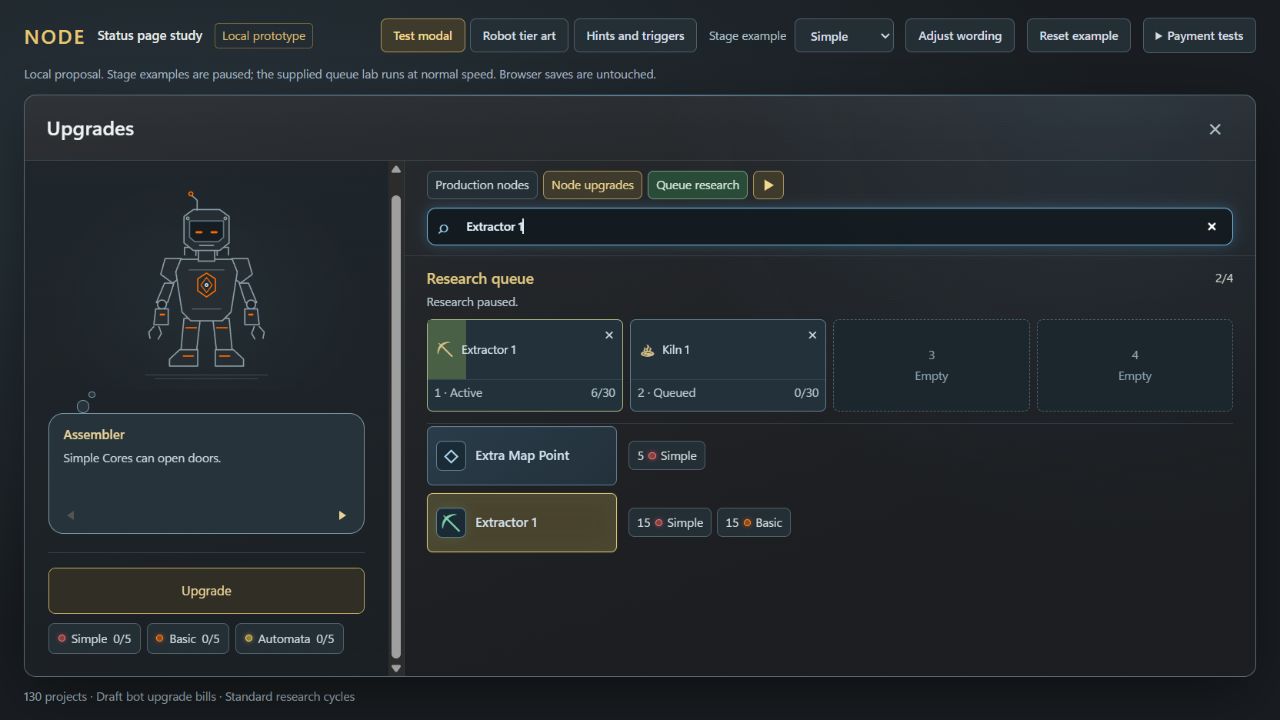 NODE Status page study Local prototype Test modal Robot tier art Hints and triggers Stage example Simple Adjust wording Reset example Payment tests
Local proposal. Stage examples are paused; the supplied queue lab runs at normal speed. Browser saves are untouched.
Upgrades
Production nodes Node upgrades Queue research
Extractor 1
Research queue 2/4
Research paused.
Extractor 1
1 · Active 6/30
Kiln 1
2 · Queued 0/30
3
Empty
4
Empty
Extra Map Point 5 Simple
Extractor 1 15 Simple 15 Basic
Assembler
Simple Cores can open doors.
Upgrade
Simple 0/5 Basic 0/5 Automata 0/5
130 projects · Draft bot upgrade bills · Standard research cycles